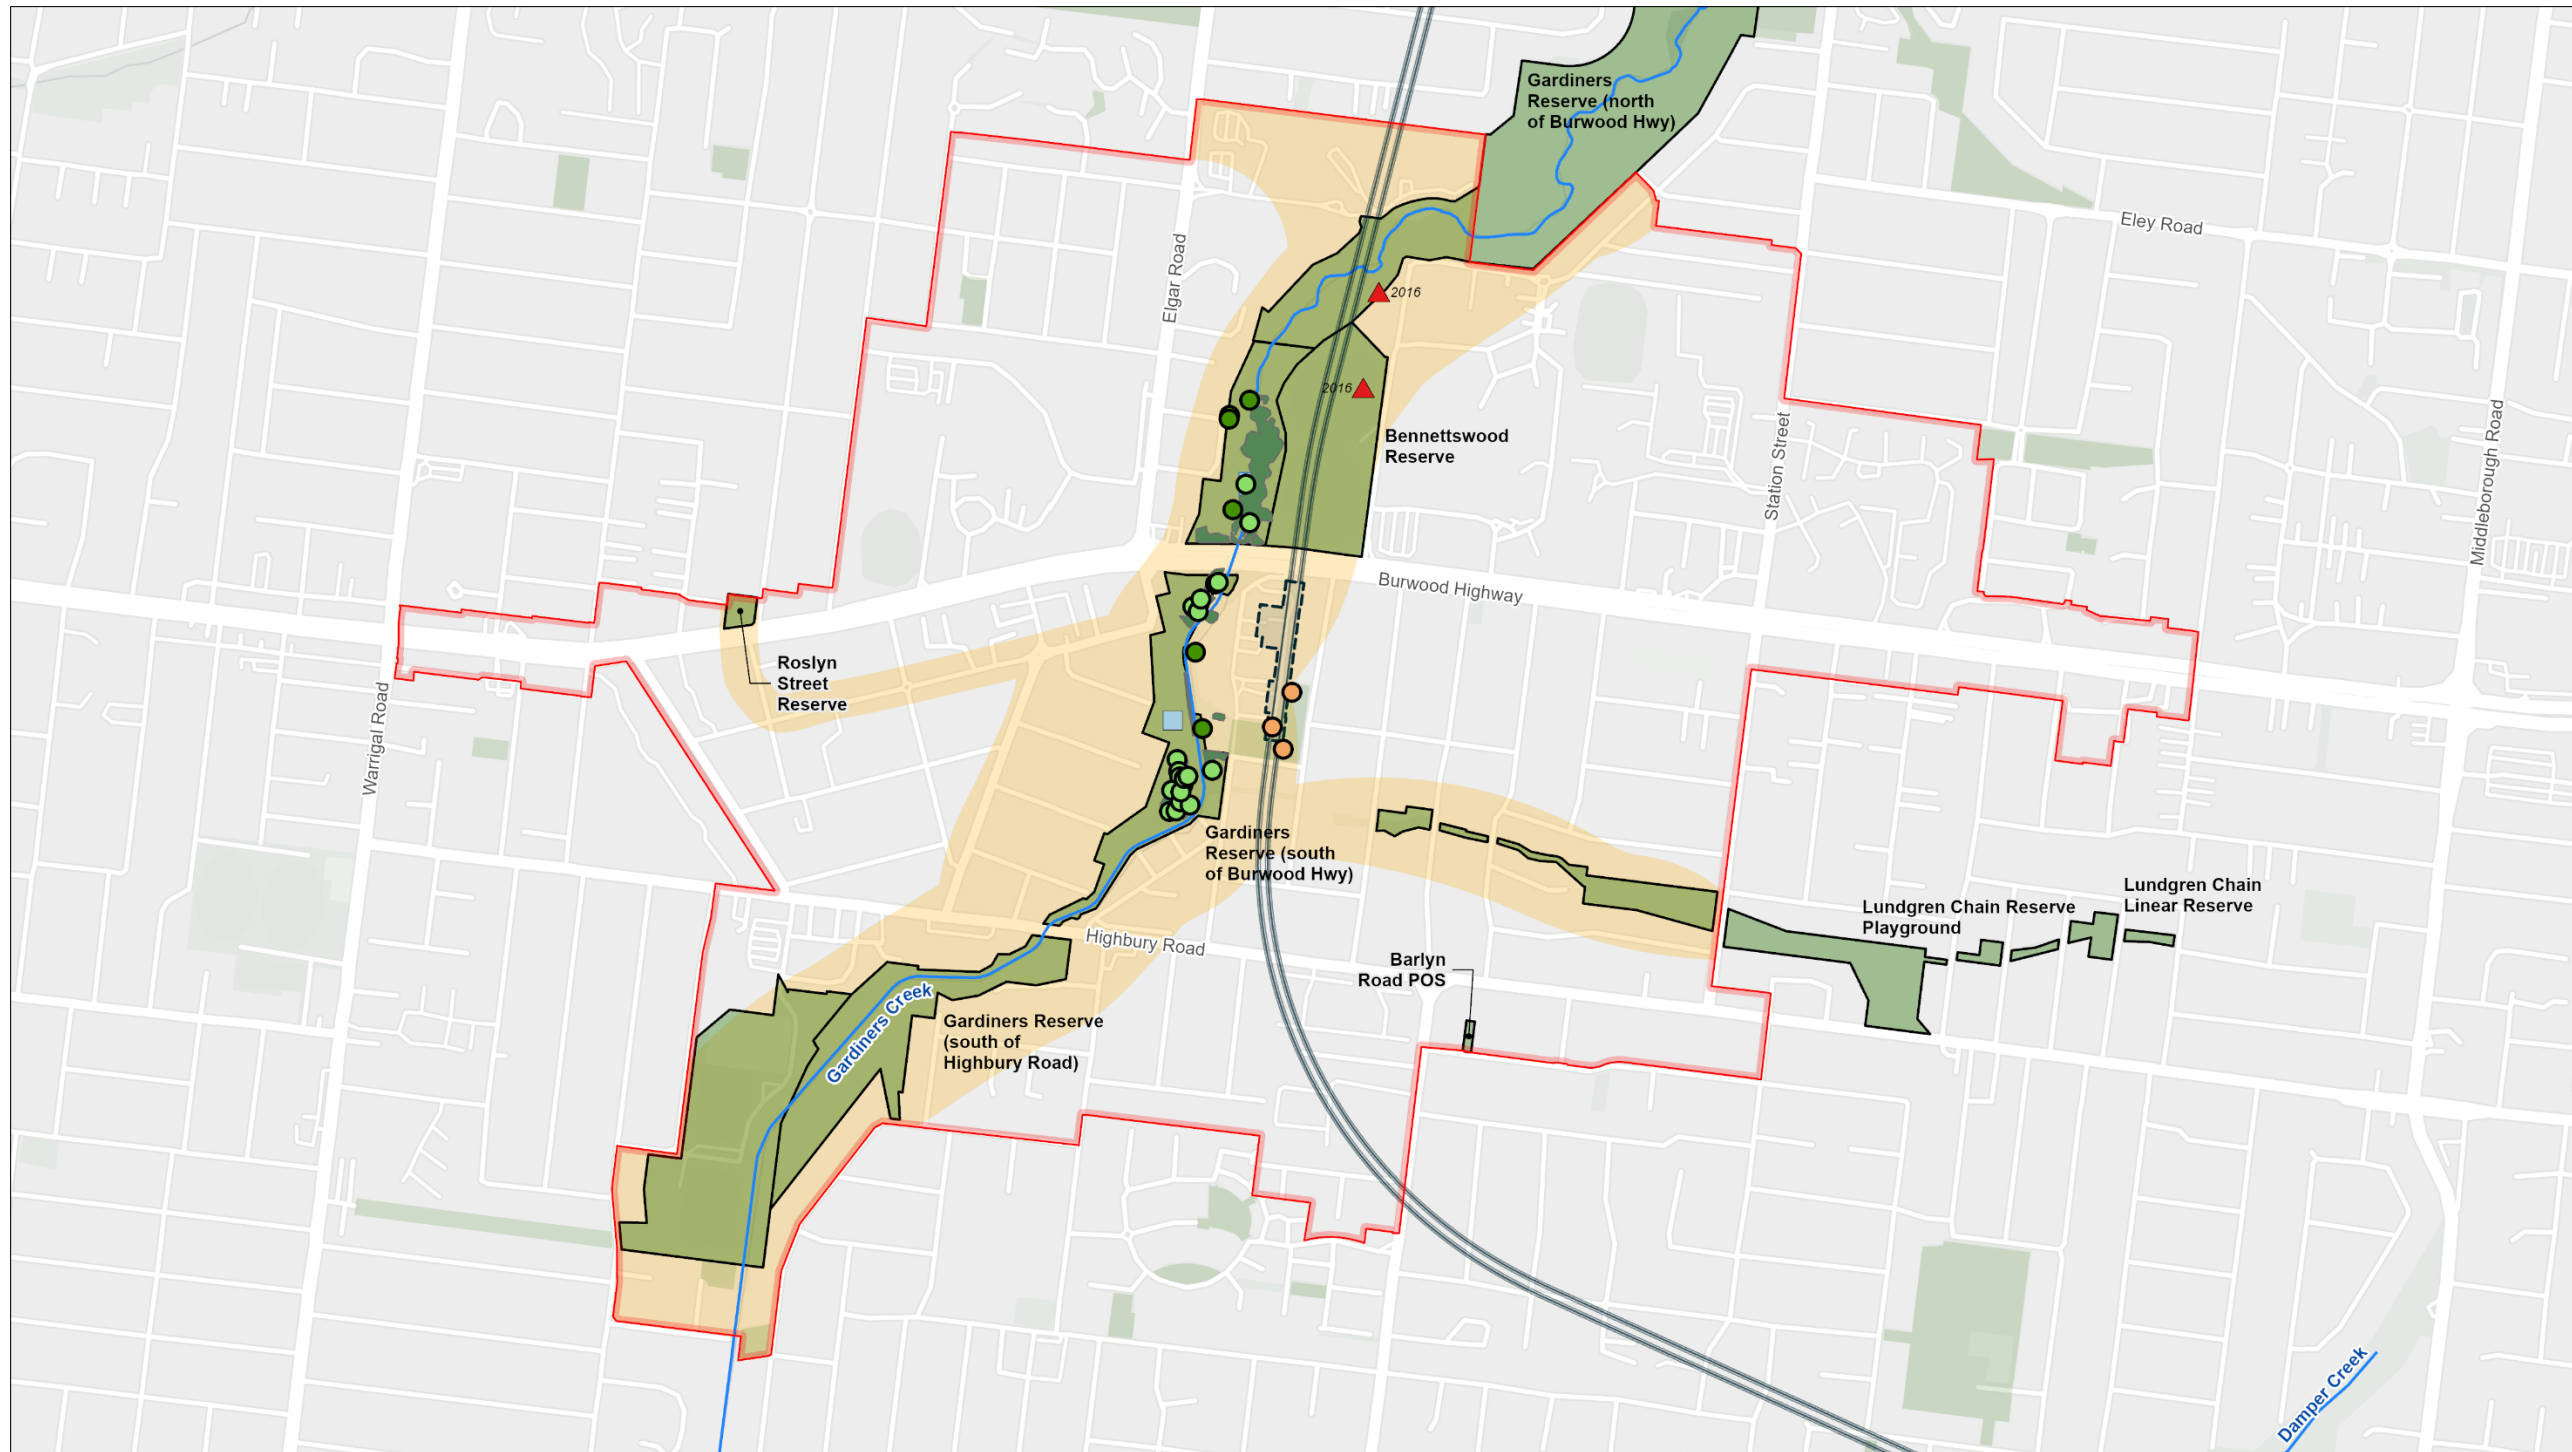 Gardiners
Reserve (north
of Burwood Hwy)
Eley Road
Elgar Road
2016
2016
Bennettswood
Reserve
Station Street
Middleborough Road
Burwood Highway
Roslyn
Street
Reserve
Warrigal Road
Gardiners
Reserve (south
of Burwood Hwy)
Lundgren Chain
Linear Reserve
Lundgren Chain Reserve
Playground
Highbury Road
Barlyn
Road POS
Gardiners Creek
Gardiners Reserve
(south of
Highbury Road)
Damper Creek